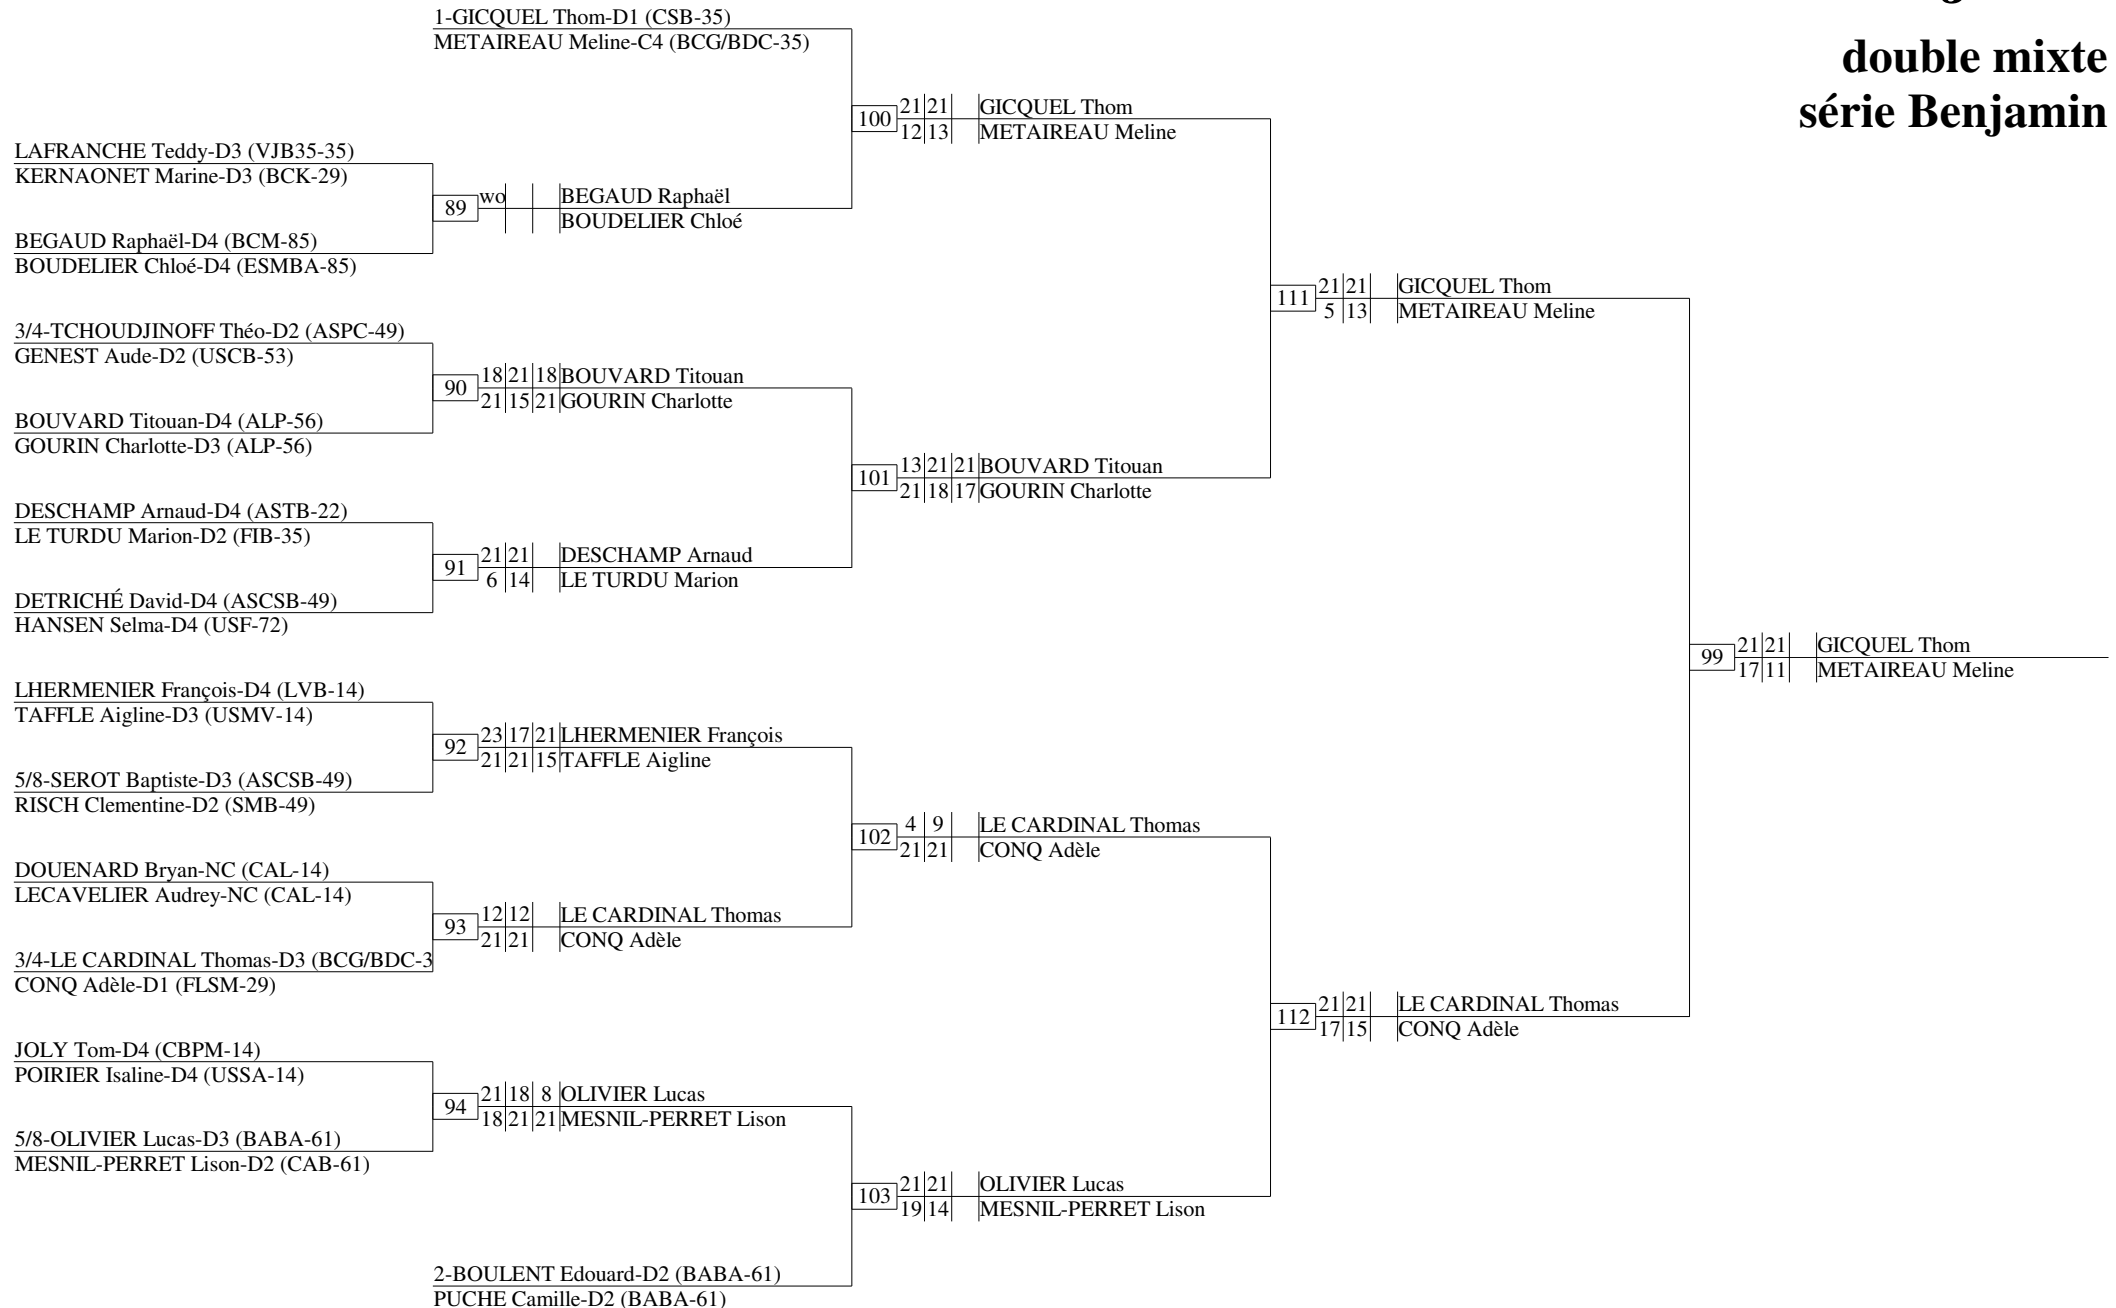 double mixte
série Benjamin
1-GICQUEL Thom-D1 (CSB-35)
METAIREAU Meline-C4 (BCG/BDC-35)
100 21 21 GICQUEL Thom
12 13 METAIREAU Meline
LAFRANCHE Teddy-D3 (VJB35-35)
KERNAONET Marine-D3 (BCK-29)
89 wo BEGAUD Raphaël
BOUDELIER Chloé
BEGAUD Raphaël-D4 (BCM-85)
BOUDELIER Chloé-D4 (ESMBA-85)
111 21 21 GICQUEL Thom
5 13 METAIREAU Meline
3/4-TCHOUDJINOFF Théo-D2 (ASPC-49)
GENEST Aude-D2 (USCB-53)
90 18 21 18 BOUVARD Titouan
21 15 21 GOURIN Charlotte
BOUVARD Titouan-D4 (ALP-56)
GOURIN Charlotte-D3 (ALP-56)
101 13 21 21 BOUVARD Titouan
21 18 17 GOURIN Charlotte
DESCHAMP Arnaud-D4 (ASTB-22)
LE TURDU Marion-D2 (FIB-35)
91 21 21 DESCHAMP Arnaud
6 14 LE TURDU Marion
DETRICHÉ David-D4 (ASCSB-49)
HANSEN Selma-D4 (USF-72)
99 21 21 GICQUEL Thom
17 11 METAIREAU Meline
LHERMENIER François-D4 (LVB-14)
TAFFLE Aigline-D3 (USMV-14)
92 23 17 21 LHERMENIER François
21 21 15 TAFFLE Aigline
5/8-SEROT Baptiste-D3 (ASCSB-49)
RISCH Clementine-D2 (SMB-49)
102 4 9 LE CARDINAL Thomas
21 21 CONQ Adèle
DOUENARD Bryan-NC (CAL-14)
LECAVELIER Audrey-NC (CAL-14)
93 12 12 LE CARDINAL Thomas
21 21 CONQ Adèle
3/4-LE CARDINAL Thomas-D3 (BCG/BDC-3
CONQ Adèle-D1 (FLSM-29)
112 21 21 LE CARDINAL Thomas
17 15 CONQ Adèle
JOLY Tom-D4 (CBPM-14)
POIRIER Isaline-D4 (USSA-14)
94 21 18 8 OLIVIER Lucas
18 21 21 MESNIL-PERRET Lison
5/8-OLIVIER Lucas-D3 (BABA-61)
MESNIL-PERRET Lison-D2 (CAB-61)
103 21 21 OLIVIER Lucas
19 14 MESNIL-PERRET Lison
2-BOULENT Edouard-D2 (BABA-61)
PUCHE Camille-D2 (BABA-61)